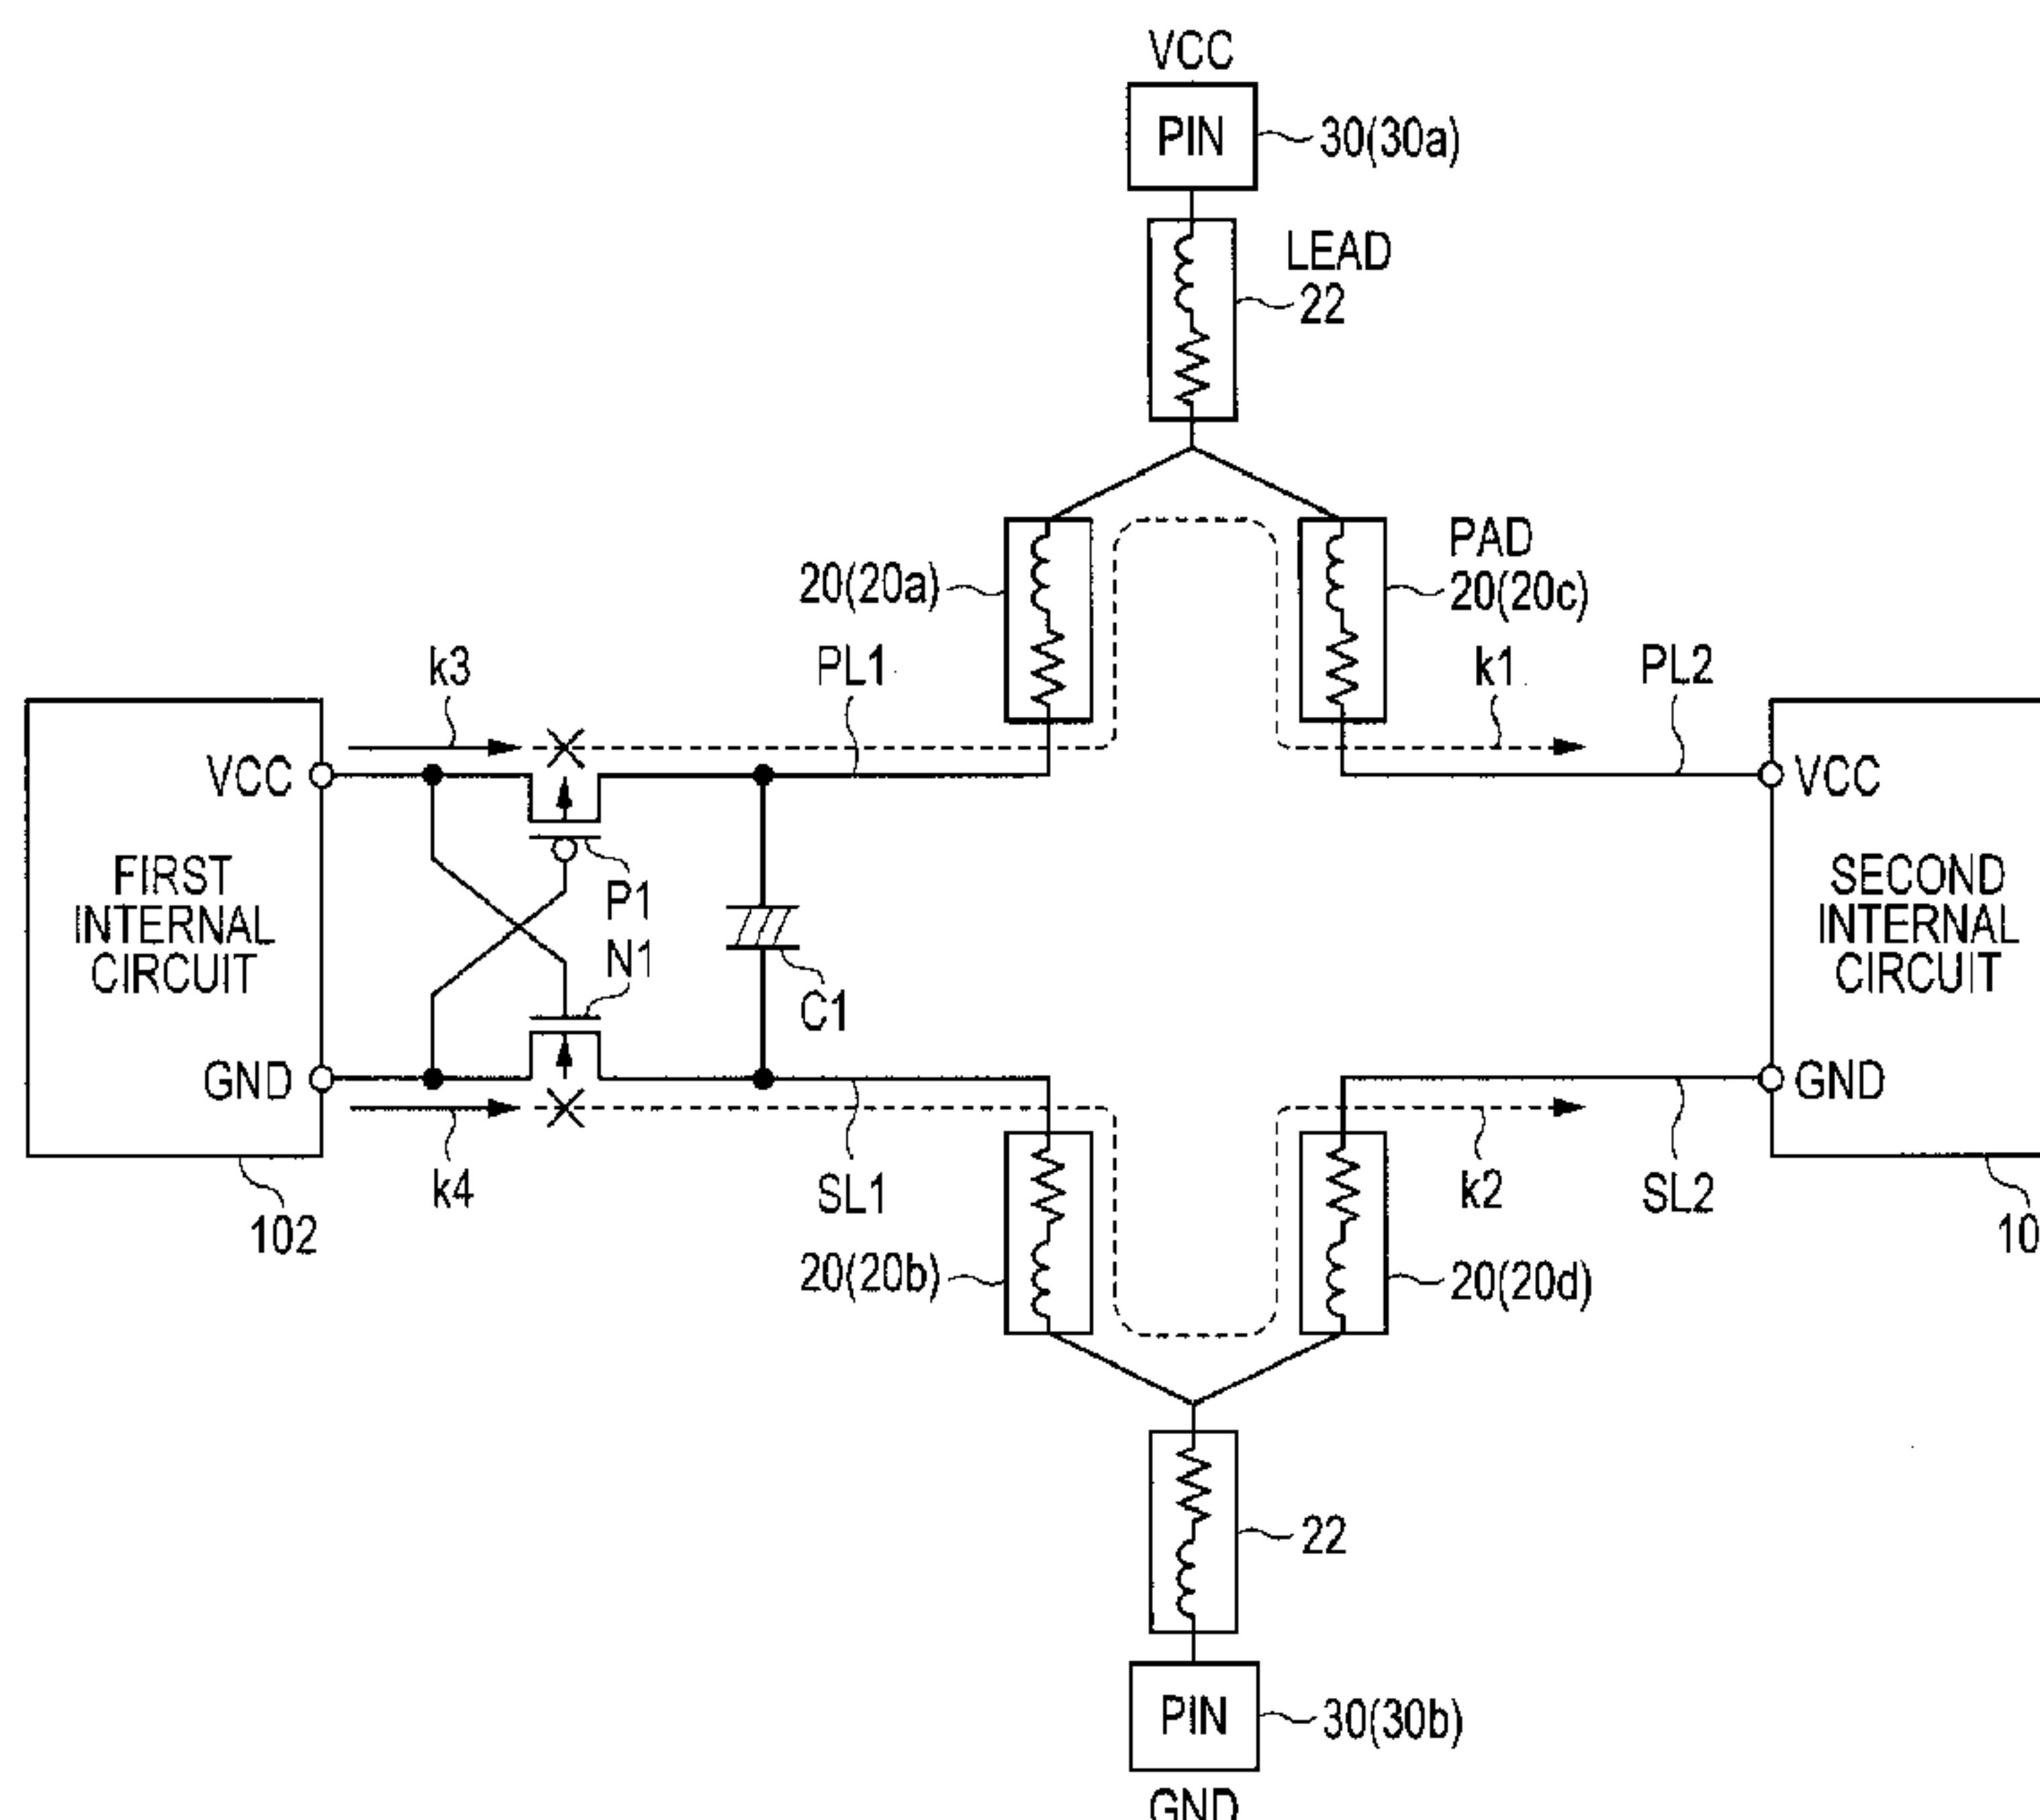 VCC
PIN
30(30a)
LEAD
22
PAD
20(20a)
20(20c)
k3
PL1
k1
PL2
VCC
VCC
FIRST
INTERNAL
CIRCUIT
P1
N1
C1
SECOND
INTERNAL
CIRCUIT
GND
GND
k4
SL1
k2
SL2
102
10
20(20b)
20(20d)
22
PIN
30(30b)
GND